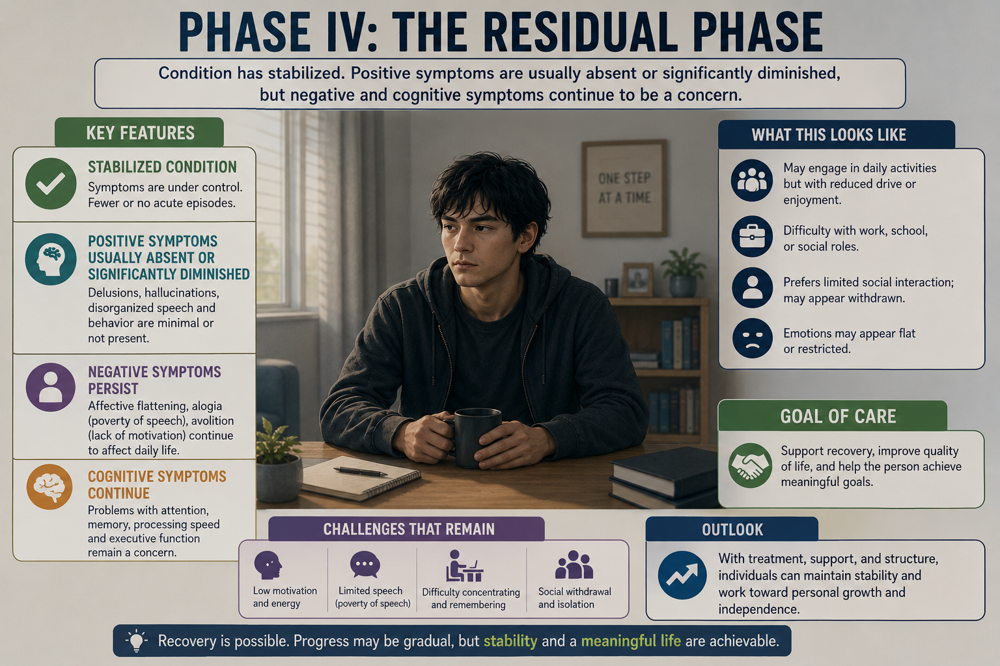 PHASE IV: THE RESIDUAL PHASE
Condition has stabilized. Positive symptoms are usually absent or significantly diminished,
but negative and cognitive symptoms continue to be a concern.
KEY FEATURES
STABILIZED CONDITION
Symptoms are under control.
Fewer or no acute episodes.
POSITIVE SYMPTOMS
USUALLY ABSENT OR
SIGNIFICANTLY DIMINISHED
Delusions, hallucinations,
disorganized speech and
behavior are minimal or
not present.
NEGATIVE SYMPTOMS
PERSIST
Affective flattening, alogia
(poverty of speech), avolition
(lack of motivation) continue
to affect daily life.
COGNITIVE SYMPTOMS
CONTINUE
Problems with attention,
memory, processing speed
and executive function
remain a concern.
ONE STEP
AT A TIME
WHAT THIS LOOKS LIKE
May engage in daily activities
but with reduced drive or
enjoyment.
Difficulty with work, school,
or social roles.
Prefers limited social interaction;
may appear withdrawn.
Emotions may appear flat
or restricted.
GOAL OF CARE
Support recovery, improve quality
of life, and help the person achieve
meaningful goals.
CHALLENGES THAT REMAIN
Low motivation
and energy
Limited speech
(poverty of speech)
Difficulty concentrating
and remembering
Social withdrawal
and isolation
OUTLOOK
With treatment, support, and structure,
individuals can maintain stability and
work toward personal growth and
independence.
Recovery is possible. Progress may be gradual, but stability and a meaningful life are achievable.